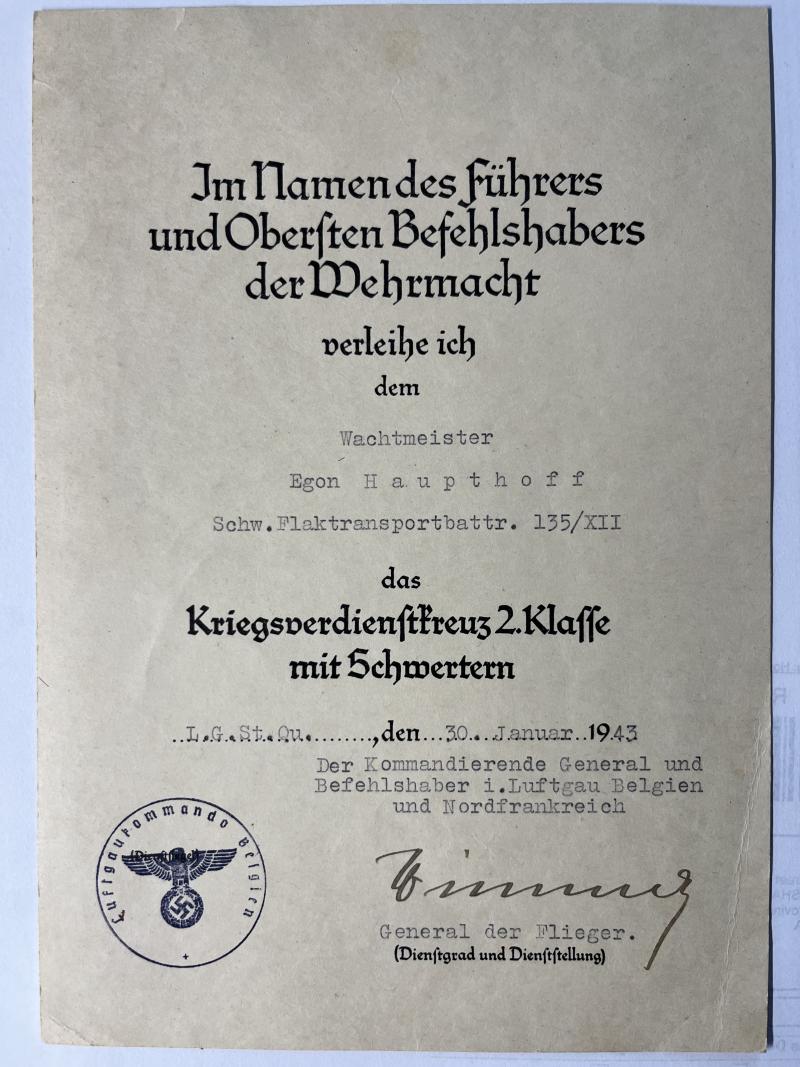 Im Namen des Führers
und Obersten Befehlshabers
der Wehrmacht
verleihe ich
dem
Wachtmeister
Egon Haupthoff
Schw.Flaktransportbattr. 135/XII
das
Kriegsverdienstkreuz 2.Klasse
mit Schwertern
L.G.St.Qu. , den 30. Januar 1943
Der Kommandierende General und
Befehlshaber i.Luftgau Belgien
und Nordfrankreich
Luftgaukommando Belgien
(Dienstsiegel)
General der Flieger.
(Dienstgrad und Dienststellung)